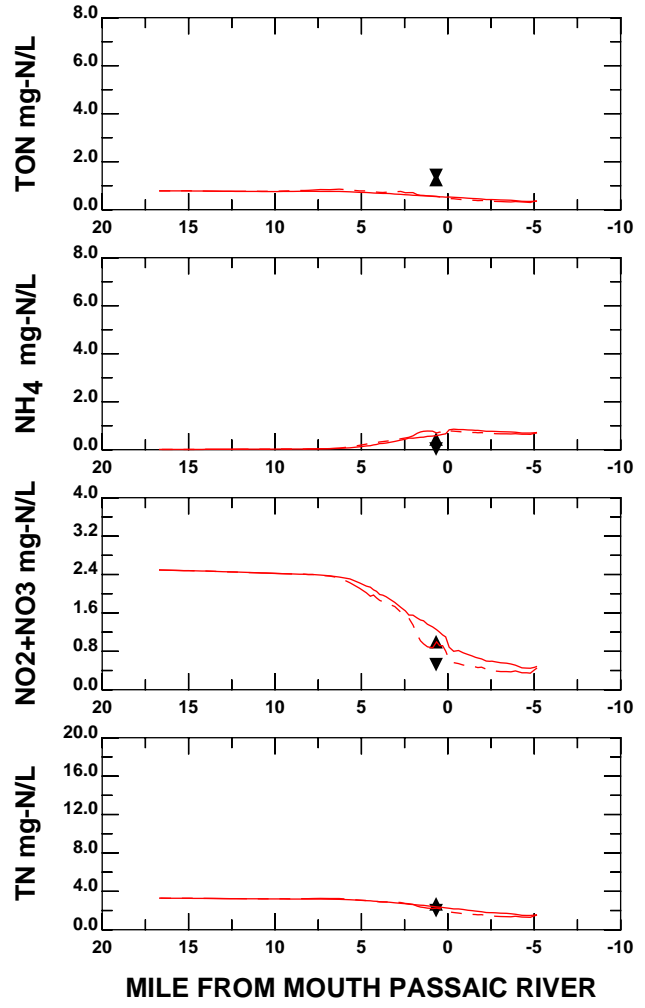 TON mg-N/L
8.0
6.0
4.0
2.0
0.0
20 15 10 5 0 -5 -10
NH4 mg-N/L
8.0
6.0
4.0
2.0
0.0
20 15 10 5 0 -5 -10
NO2+NO3 mg-N/L
4.0
3.2
2.4
1.6
0.8
0.0
20 15 10 5 0 -5 -10
TN mg-N/L
20.0
16.0
12.0
8.0
4.0
0.0
20 15 10 5 0 -5 -10
MILE FROM MOUTH PASSAIC RIVER